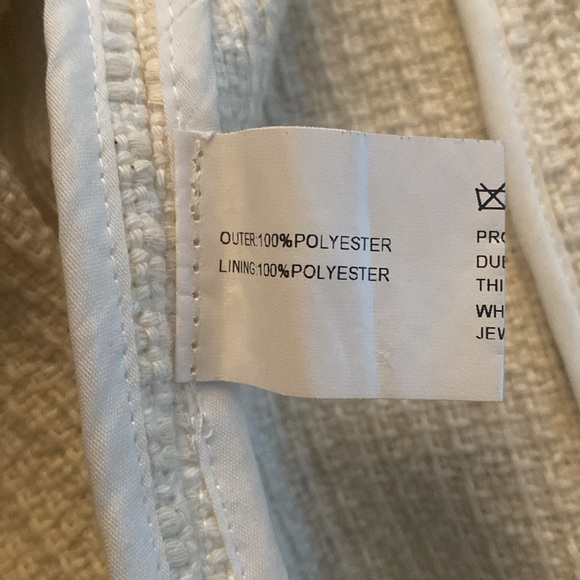 OUTER:100%POLYESTER
LINING:100%POLYESTER
PRO
DUE
THI
WH
JEW